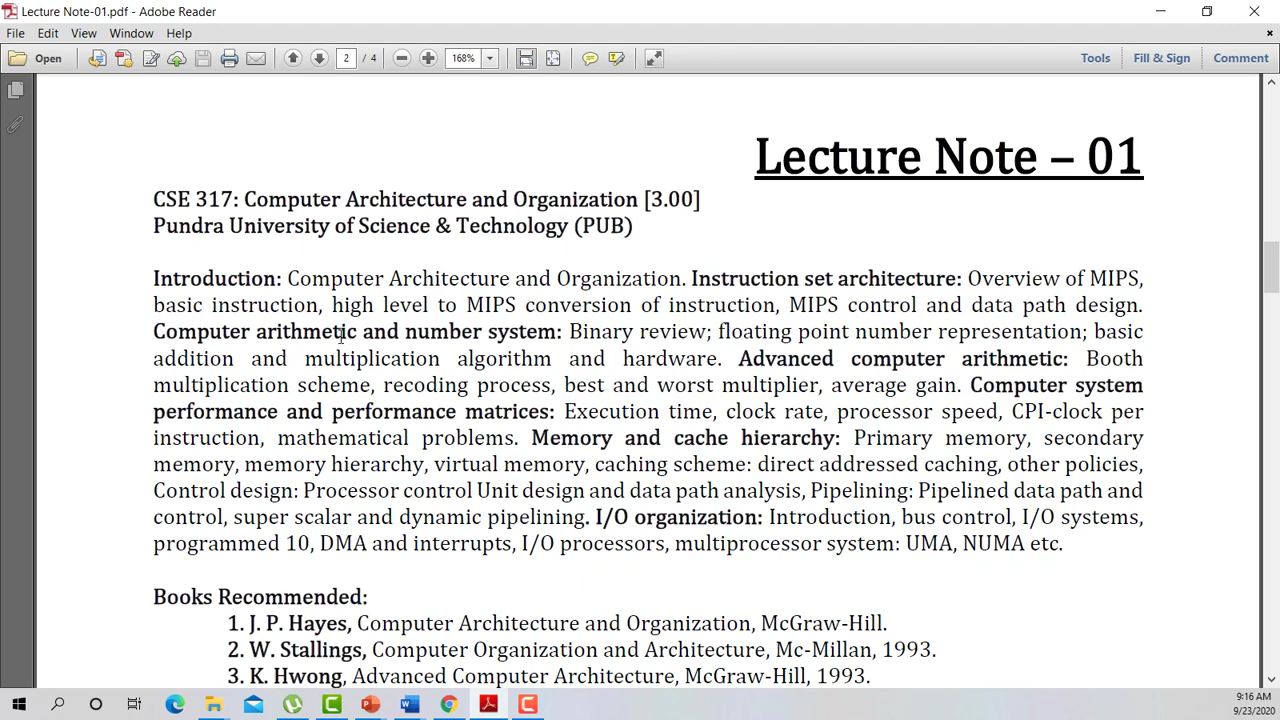 Lecture Note-01.pdf - Adobe Reader
File Edit View Window Help
Open 2 / 4 168% Tools Fill & Sign Comment
Lecture Note – 01
CSE 317: Computer Architecture and Organization [3.00]
Pundra University of Science & Technology (PUB)
Introduction: Computer Architecture and Organization. Instruction set architecture: Overview of MIPS,
basic instruction, high level to MIPS conversion of instruction, MIPS control and data path design.
Computer arithmetic and number system: Binary review; floating point number representation; basic
addition and multiplication algorithm and hardware. Advanced computer arithmetic: Booth
multiplication scheme, recoding process, best and worst multiplier, average gain. Computer system
performance and performance matrices: Execution time, clock rate, processor speed, CPI-clock per
instruction, mathematical problems. Memory and cache hierarchy: Primary memory, secondary
memory, memory hierarchy, virtual memory, caching scheme: direct addressed caching, other policies,
Control design: Processor control Unit design and data path analysis, Pipelining: Pipelined data path and
control, super scalar and dynamic pipelining. I/O organization: Introduction, bus control, I/O systems,
programmed 10, DMA and interrupts, I/O processors, multiprocessor system: UMA, NUMA etc.
Books Recommended:
1. J. P. Hayes, Computer Architecture and Organization, McGraw-Hill.
2. W. Stallings, Computer Organization and Architecture, Mc-Millan, 1993.
3. K. Hwong, Advanced Computer Architecture, McGraw-Hill, 1993.
9:16 AM
9/23/2020